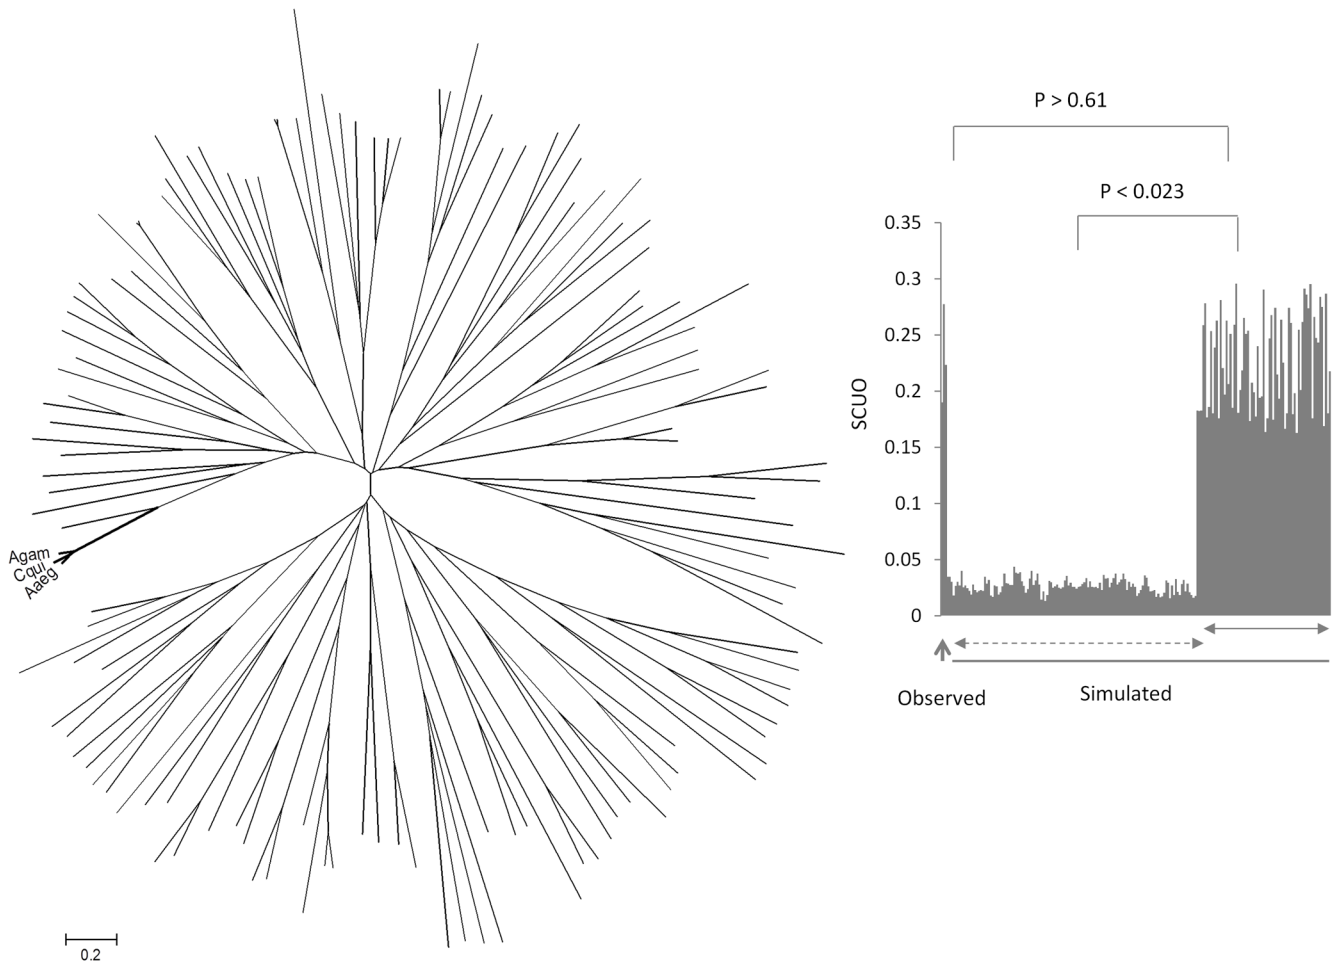 Agam
Cqui
Aaeg
0.2
P > 0.61
P < 0.023
SCUO
0.35
0.3
0.25
0.2
0.15
0.1
0.05
0
Observed
Simulated